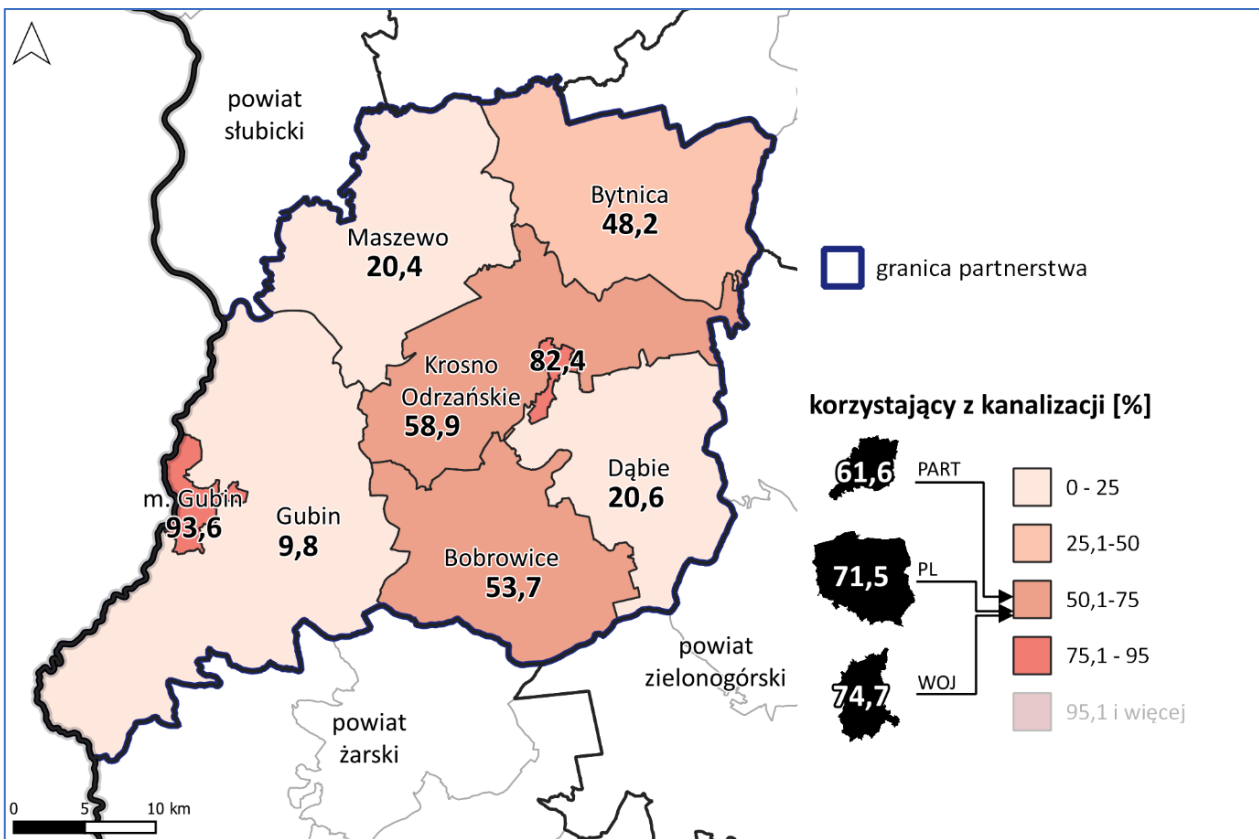 powiat
słubicki
Bytnica
48,2
Maszewo
20,4
granica partnerstwa
Krosno
Odrzańskie
58,9
82,4
korzystający z kanalizacji [%]
61,6
PART
0 - 25
m. Gubin
93,6
Gubin
9,8
Dąbie
20,6
25,1-50
Bobrowice
53,7
71,5
PL
50,1-75
powiat
zielonogórski
75,1 - 95
74,7
WOJ
95,1 i więcej
powiat
żarski
0 5 10 km